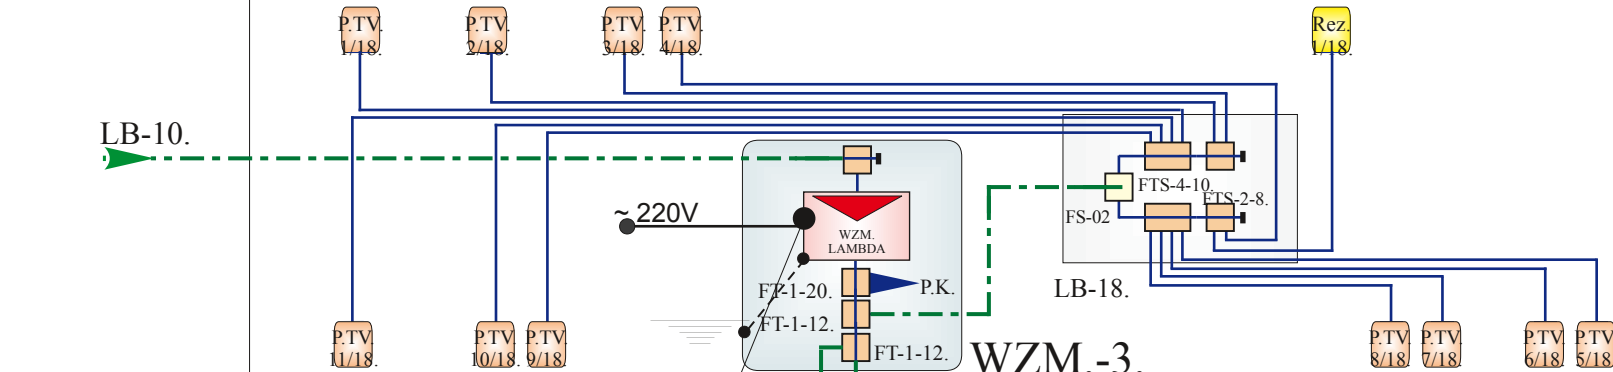 P.TV.
1/18.
P.TV.
2/18.
P.TV.
3/18.
P.TV.
4/18.
Rez.
1/18.
LB-10.
~ 220V
WZM.
LAMBDA
FTS-4-10.
FTS-2-8.
FS-02
LB-18.
FT-1-20.
P.K.
FT-1-12.
FT-1-12.
WZM.-3.
P.TV.
11/18.
P.TV.
10/18.
P.TV.
9/18.
P.TV.
8/18.
P.TV.
7/18.
P.TV.
6/18
P.TV
5/18